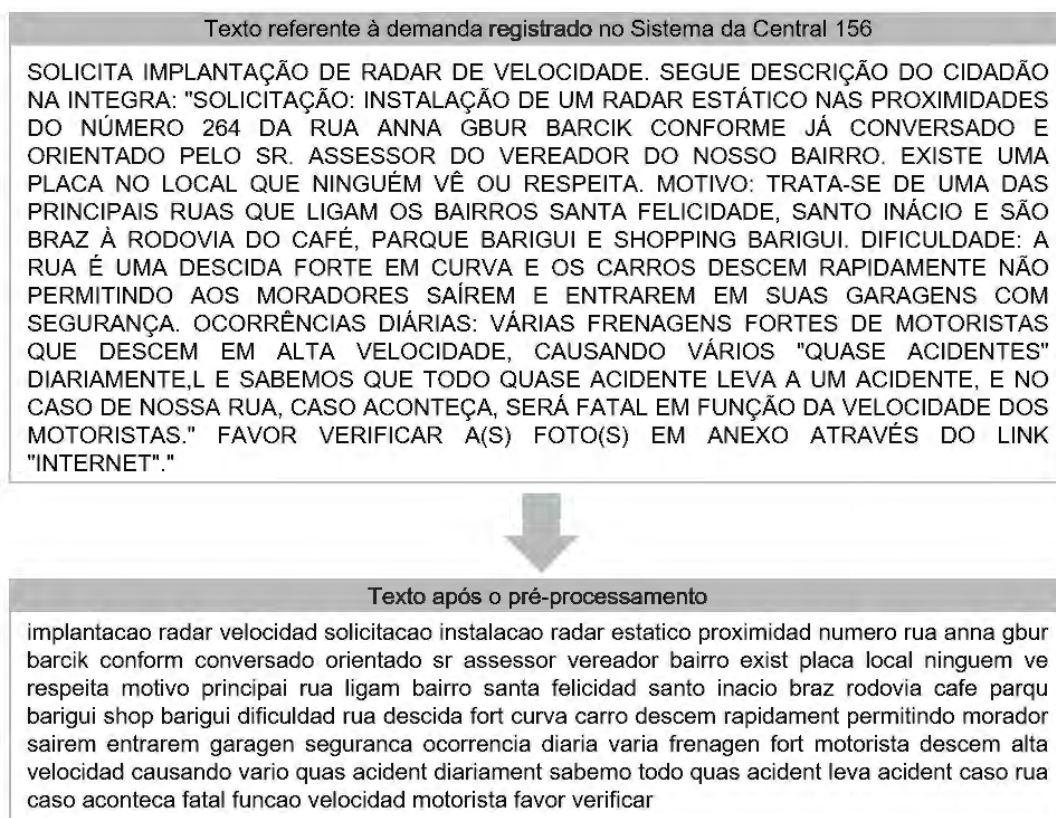 Texto referente à demanda registrado no Sistema da Central 156
SOLICITA IMPLANTAÇÃO DE RADAR DE VELOCIDADE. SEGUE DESCRIÇÃO DO CIDADÃO
NA INTEGRA: "SOLICITAÇÃO: INSTALAÇÃO DE UM RADAR ESTÁTICO NAS PROXIMIDADES
DO NÚMERO 264 DA RUA ANNA GBUR BARCIK CONFORME JÁ CONVERSADO E
ORIENTADO PELO SR. ASSESSOR DO VEREADOR DO NOSSO BAIRRO. EXISTE UMA
PLACA NO LOCAL QUE NINGUÉM VÊ OU RESPEITA. MOTIVO: TRATA-SE DE UMA DAS
PRINCIPAIS RUAS QUE LIGAM OS BAIRROS SANTA FELICIDADE, SANTO INÁCIO E SÃO
BRAZ À RODOVIA DO CAFÉ, PARQUE BARIGUI E SHOPPING BARIGUI. DIFICULDADE: A
RUA É UMA DESCIDA FORTE EM CURVA E OS CARROS DESCEM RAPIDAMENTE NÃO
PERMITINDO AOS MORADORES SAÍREM E ENTRAREM EM SUAS GARAGENS COM
SEGURANÇA. OCORRÊNCIAS DIÁRIAS: VÁRIAS FRENAGENS FORTES DE MOTORISTAS
QUE DESCEM EM ALTA VELOCIDADE, CAUSANDO VÁRIOS "QUASE ACIDENTES"
DIARIAMENTE,L E SABEMOS QUE TODO QUASE ACIDENTE LEVA A UM ACIDENTE, E NO
CASO DE NOSSA RUA, CASO ACONTEÇA, SERÁ FATAL EM FUNÇÃO DA VELOCIDADE DOS
MOTORISTAS." FAVOR VERIFICAR A(S) FOTO(S) EM ANEXO ATRAVÉS DO LINK
"INTERNET"."
Texto após o pré-processamento
implantacao radar velocidad solicitacao instalacao radar estatico proximidad numero rua anna gbur
barcik conform conversado orientado sr assessor vereador bairro exist placa local ninguem ve
respeita motivo principai rua ligam bairro santa felicidad santo inacio braz rodovia cafe parqu
barigui shop barigui dificuldad rua descida fort curva carro descem rapidament permitindo morador
sairem entrarem garagen seguranca ocorrencia diaria varia frenagen fort motorista descem alta
velocidad causando vario quas acident diariament sabemo todo quas acident leva acident caso rua
caso aconteca fatal funcao velocidad motorista favor verificar